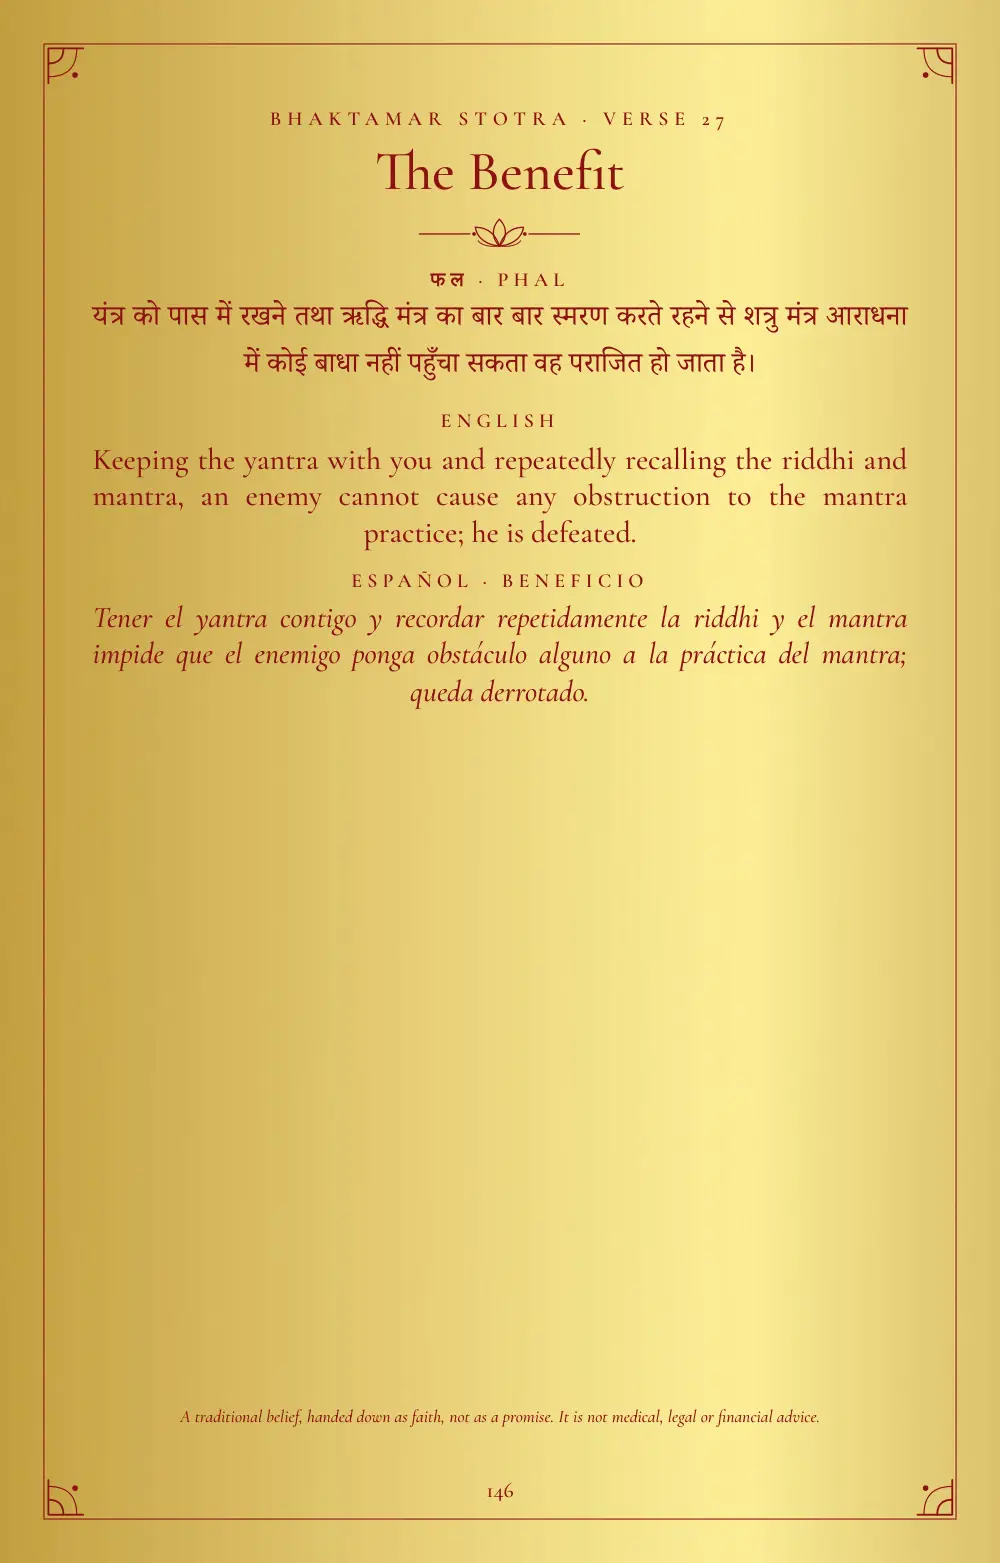 BHAKTAMAR STOTRA · VERSE 27
The Benefit
फल · PHAL
यंत्र को पास में रखने तथा ऋद्धि मंत्र का बार बार स्मरण करते रहने से शत्रु मंत्र आराधना
में कोई बाधा नहीं पहुँचा सकता वह पराजित हो जाता है।
ENGLISH
Keeping the yantra with you and repeatedly recalling the riddhi and
mantra, an enemy cannot cause any obstruction to the mantra
practice; he is defeated.
ESPAÑOL · BENEFICIO
Tener el yantra contigo y recordar repetidamente la riddhi y el mantra
impide que el enemigo ponga obstáculo alguno a la práctica del mantra;
queda derrotado.
A traditional belief, handed down as faith, not as a promise. It is not medical, legal or financial advice.
146